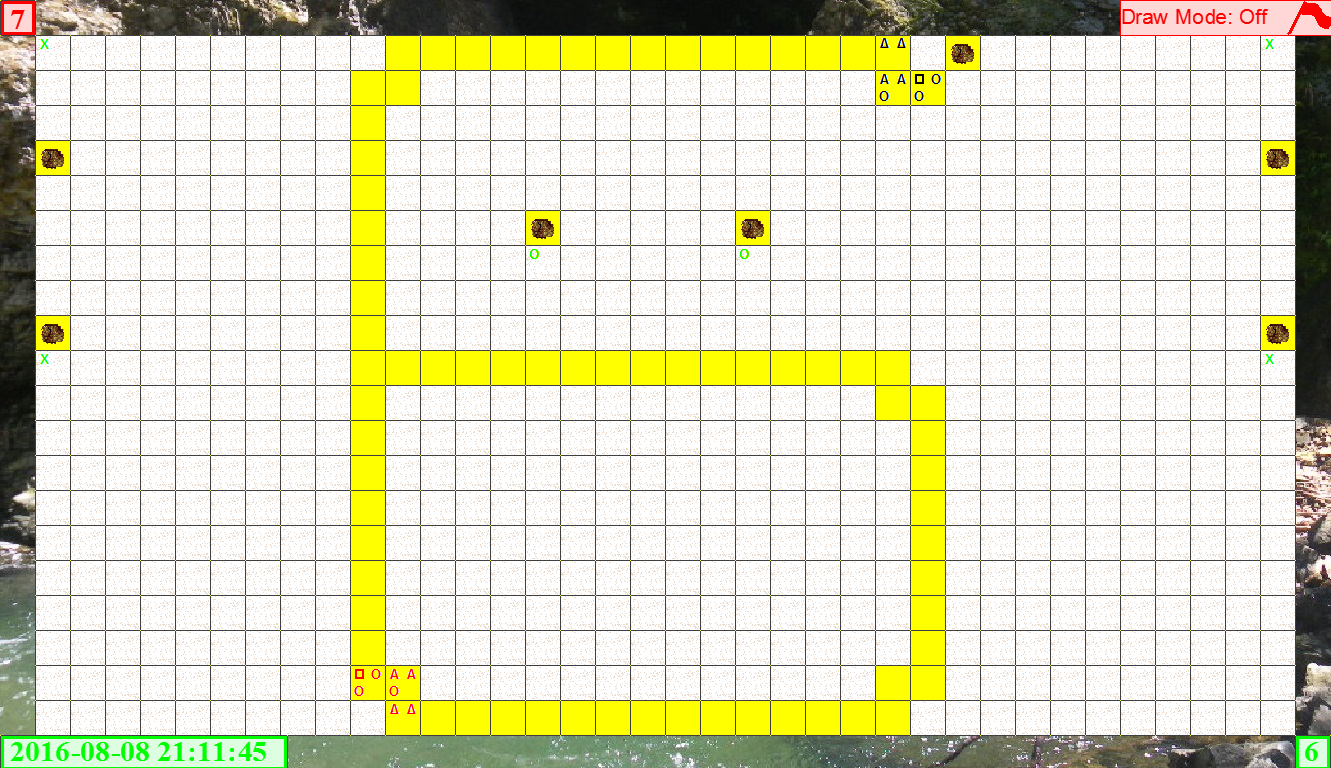 7
Draw Mode: Off
X Δ Δ X
A A O
O O
O O
X X
O A A
O O
Δ Δ
2016-08-08 21:11:45
6